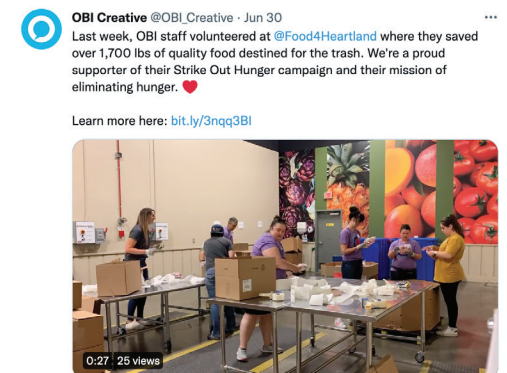 OBI Creative @OBI_Creative · Jun 30
Last week, OBI staff volunteered at @Food4Heartland where they saved
over 1,700 lbs of quality food destined for the trash. We're a proud
supporter of their Strike Out Hunger campaign and their mission of
eliminating hunger. ❤️
Learn more here: bit.ly/3nqq3BI
0:27 25 views